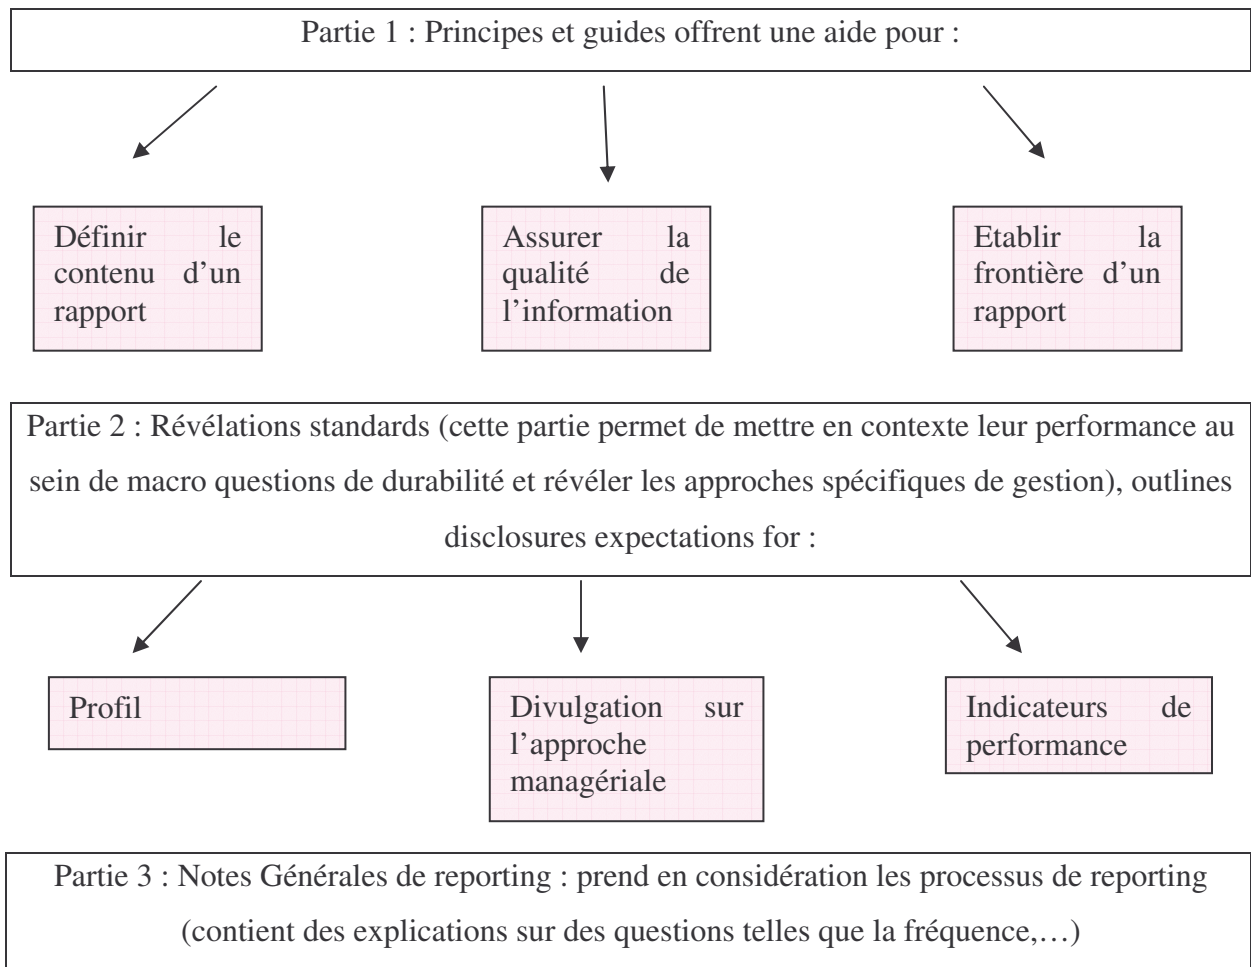 Partie 1 : Principes et guides offrent une aide pour :
Définir le
contenu d’un
rapport
Assurer la
qualité de
l’information
Etablir la
frontière d’un
rapport
Partie 2 : Révélations standards (cette partie permet de mettre en contexte leur performance au
sein de macro questions de durabilité et révéler les approches spécifiques de gestion), outlines
disclosures expectations for :
Profil
Divulgation sur
l’approche
managériale
Indicateurs de
performance
Partie 3 : Notes Générales de reporting : prend en considération les processus de reporting
(contient des explications sur des questions telles que la fréquence,…)